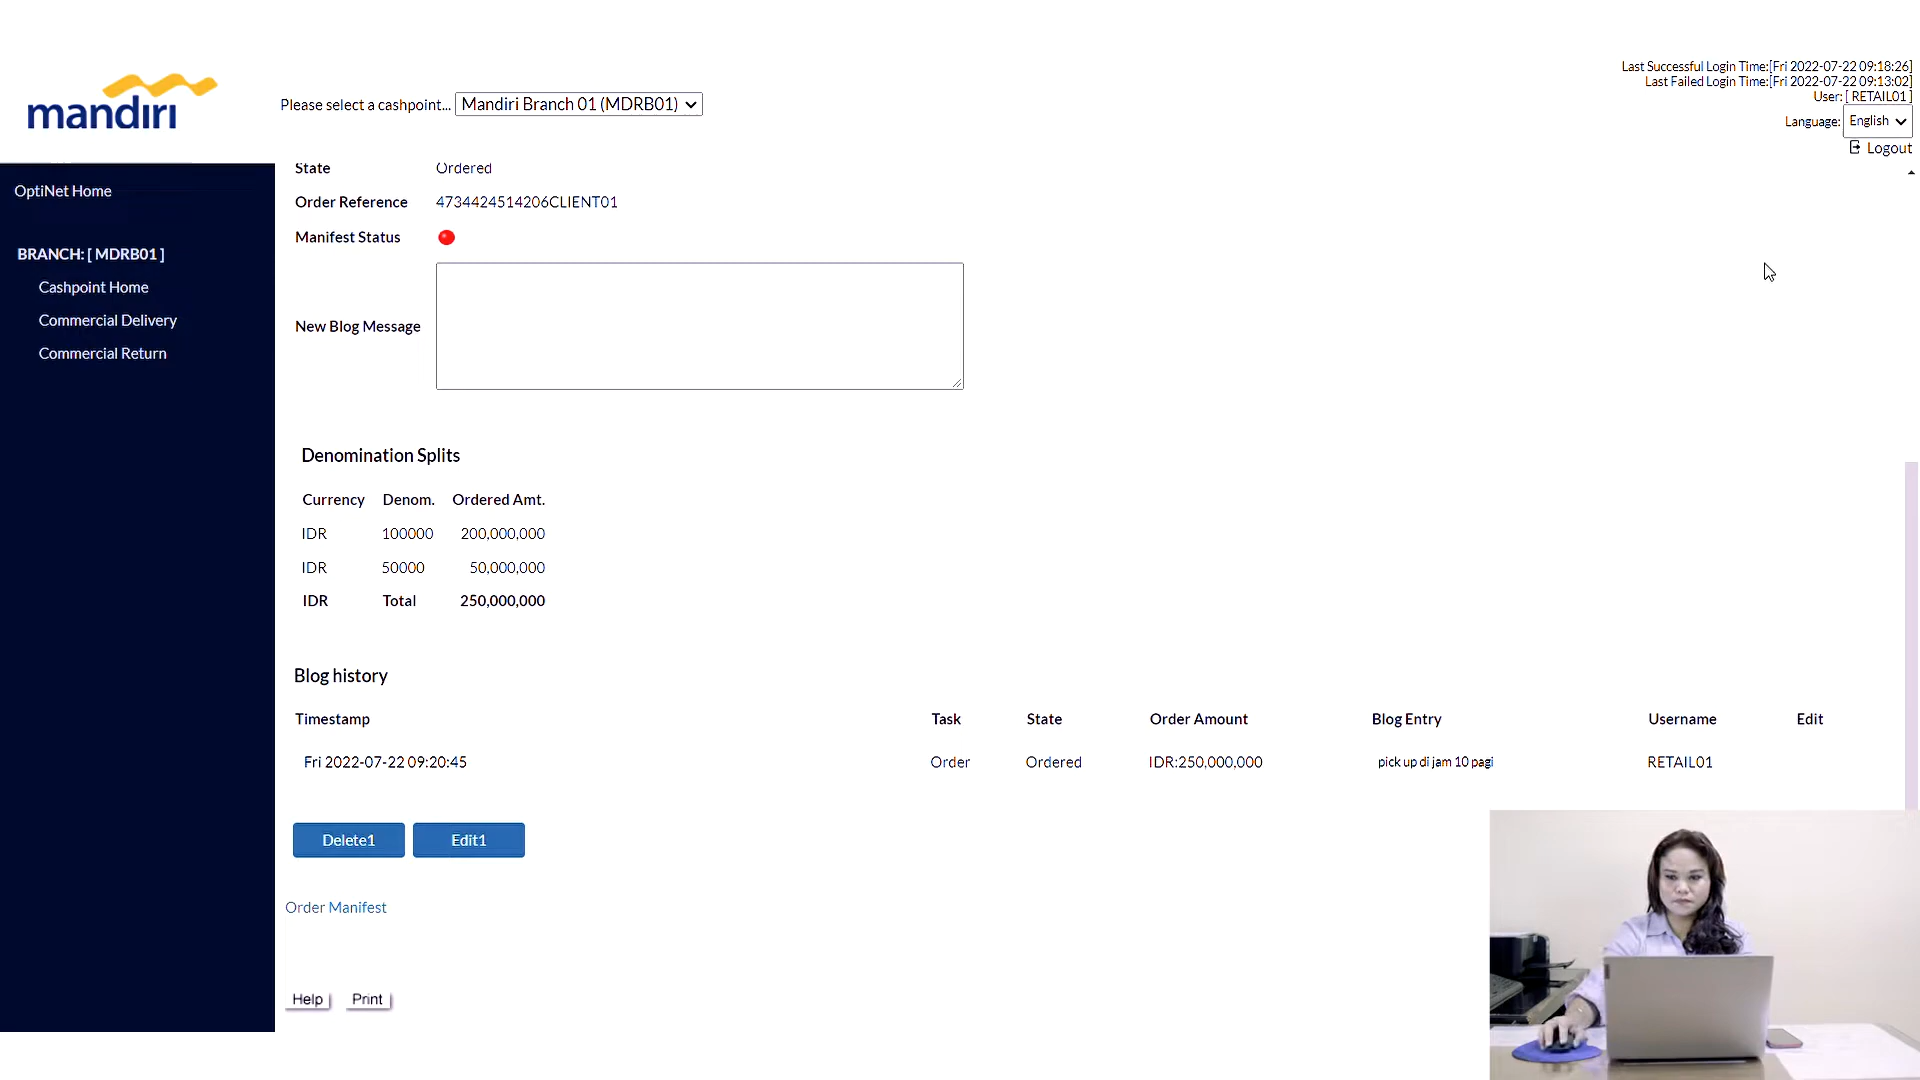 Last Successful Login Time:[Fri 2022-07-22 09:18:26]
Last Failed Login Time:[Fri 2022-07-22 09:13:02]
User: [ RETAIL01 ]
mandiri
Please select a cashpoint... Mandiri Branch 01 (MDRB01)
Language: English
Logout
OptiNet Home
BRANCH: [ MDRB01 ]
Cashpoint Home
Commercial Delivery
Commercial Return
State Ordered
Order Reference 4734424514206CLIENT01
Manifest Status
New Blog Message
Denomination Splits
Currency Denom. Ordered Amt.
IDR 100000 200,000,000
IDR 50000 50,000,000
IDR Total 250,000,000
Blog history
Timestamp Task State Order Amount Blog Entry Username Edit
Fri 2022-07-22 09:20:45 Order Ordered IDR:250,000,000 pick up di jam 10 pagi RETAIL01
Delete1 Edit1
Order Manifest
Help Print